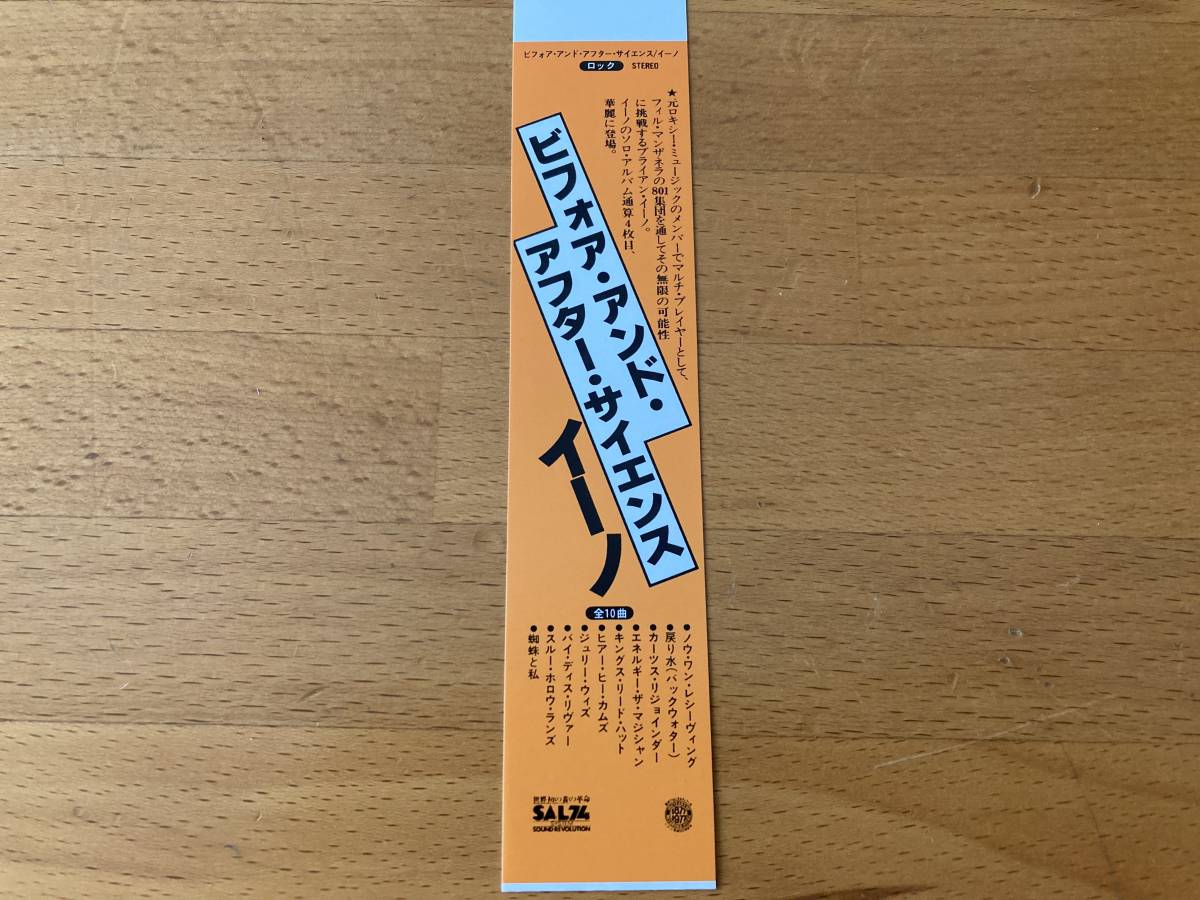 ビフォア・アンド・アフター・サイエンス/イーノ
ロック STEREO
★元ロキシー・ミュージックのメンバーでマルチ・プレイヤーとして、
フィル・マンザネラの801集団を通してその無限の可能性
に挑戦するブライアン・イーノ。
イーノのソロ・アルバム通算4枚目、
華麗に登場。
ビフォア・アンド・
アフター・サイエンス
イーノ
全10曲
●ノウ・ワン・レシーヴィング
●戻り水(バックウォター)
●カーツス・リジョインダー
●エネルギー・ザ・マジシャン
●キングス・リード・ハット
●ヒアー・ヒー・カムズ
●ジュリー・ウィズ
●バイ・ディス・リヴァー
●スルー・ホロウ・ランズ
●蜘蛛と私
世界初の音の革命
SAL74
SOUND REVOLUTION
1877
1977